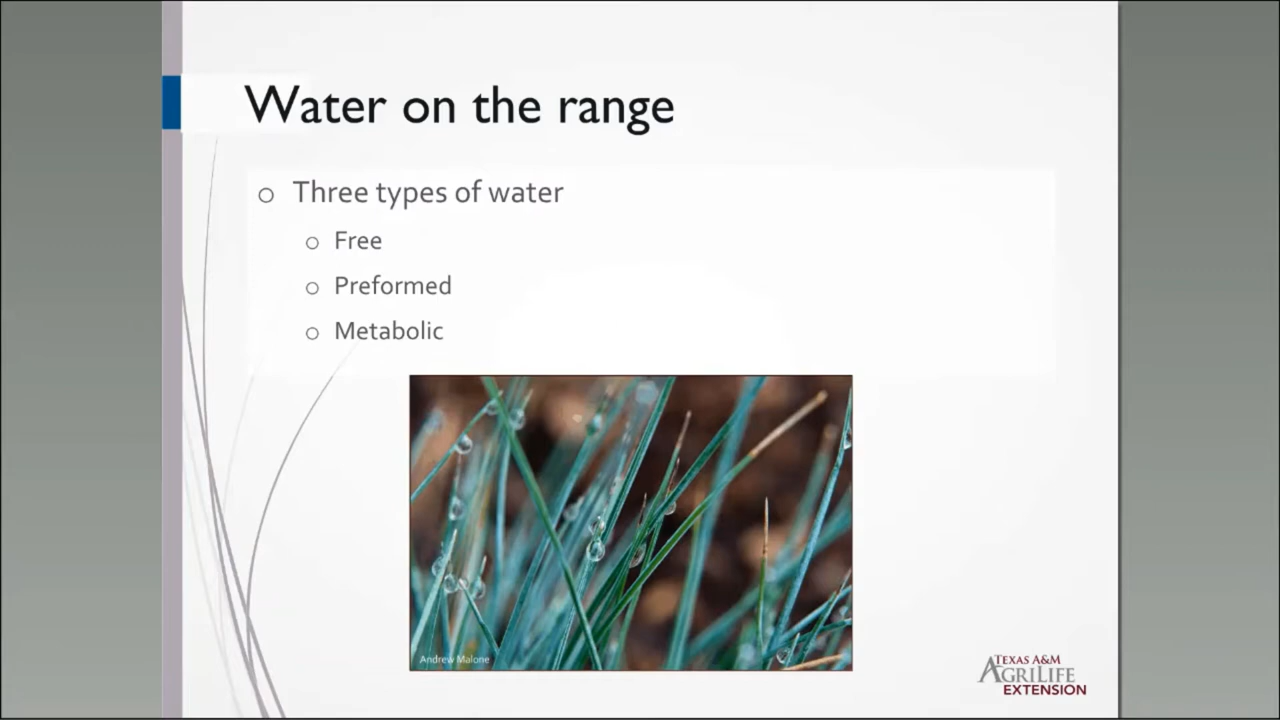 Water on the range
Three types of water
Free
Preformed
Metabolic
Andrew Malone
TEXAS A&M
AGRILIFE
EXTENSION